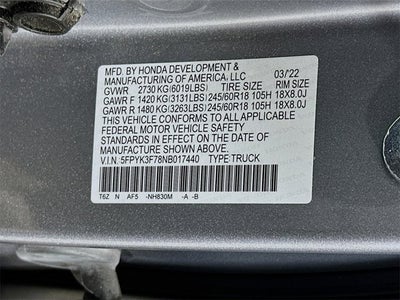 MFD. BY HONDA DEVELOPMENT &
MANUFACTURING OF AMERICA, LLC 03/22
GVWR 2730 KG(6019LBS) TIRE SIZE RIM SIZE
GAWR F 1420 KG(3131LBS) 245/60R18 105H 18X8.0J
GAWR R 1480 KG(3263LBS) 245/60R18 105H 18X8.0J
THIS VEHICLE CONFORMS TO ALL APPLICABLE
FEDERAL MOTOR VEHICLE SAFETY
STANDARDS IN EFFECT ON THE DATE OF
MANUFACTURE SHOWN ABOVE.
V.I.N. 5FPYK3F78NB017440 TYPE TRUCK
T6Z N AF5 -NH830M -A -B